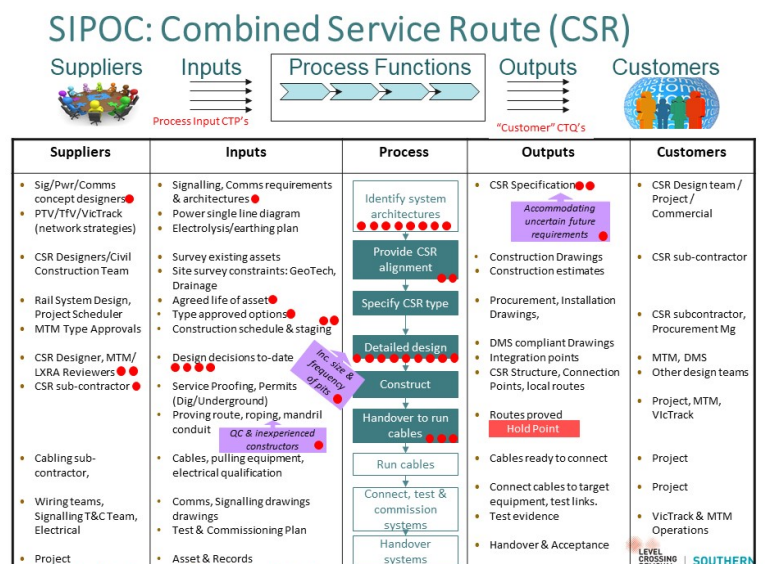 SIPOC: Combined Service Route (CSR)
Suppliers
Inputs
Process Functions
Outputs
Customers
Process Input CTP's
"Customer" CTQ's
Suppliers
Inputs
Process
Outputs
Customers
Sig/Pwr/Comms
concept designers
PTV/TfV/VicTrack
(network strategies)
CSR Designers/Civil
Construction Team
Rail System Design,
Project Scheduler
MTM Type Approvals
CSR Designer, MTM/
LXRA Reviewers
CSR sub-contractor
Cabling sub-
contractor,
Wiring teams,
Signalling T&C Team,
Electrical
Project
Signalling, Comms requirements
& architectures
Power single line diagram
Electrolysis/earthing plan
Survey existing assets
Site survey constraints: GeoTech,
Drainage
Agreed life of asset
Type approved options
Construction schedule & staging
Design decisions to-date
Service Proofing, Permits
(Dig/Underground)
Proving route, roping, mandril
conduit
QC & inexperienced
constructors
Cables, pulling equipment,
electrical qualification
Comms, Signalling drawings
drawings
Test & Commissioning Plan
Asset & Records
Inc. size &
frequency
of pits
Identify system
architectures
Provide CSR
alignment
Specify CSR type
Detailed design
Construct
Handover to run
cables
Run cables
Connect, test &
commission
systems
Handover
systems
CSR Specification
Accommodating
uncertain future
requirements
Construction Drawings
Construction estimates
Procurement, Installation
Drawings,
DMS compliant Drawings
Integration points
CSR Structure, Connection
Points, local routes
Routes proved
Hold Point
Cables ready to connect
Connect cables to target
equipment, test links.
Test evidence
Handover & Acceptance
CSR Design team /
Project /
Commercial
CSR sub-contractor
CSR subcontractor,
Procurement Mg
MTM, DMS
Other design teams
Project, MTM,
VIcTrack
Project
Project
VicTrack & MTM
Operations
LEVEL
CROSSING
SOUTHERN